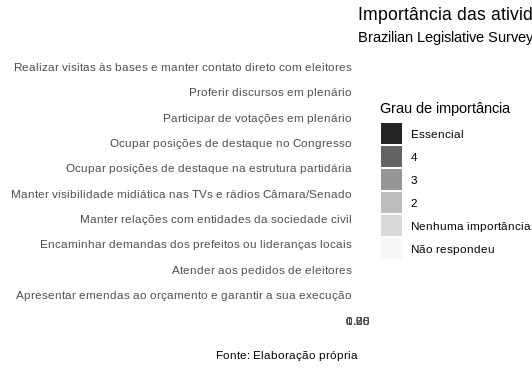 Importância das ativid
Brazilian Legislative Survey
Realizar visitas às bases e manter contato direto com eleitores
Proferir discursos em plenário
Participar de votações em plenário
Ocupar posições de destaque no Congresso
Ocupar posições de destaque na estrutura partidária
Manter visibilidade midiática nas TVs e rádios Câmara/Senado
Manter relações com entidades da sociedade civil
Encaminhar demandas dos prefeitos ou lideranças locais
Atender aos pedidos de eleitores
Apresentar emendas ao orçamento e garantir a sua execução
Grau de importância
Essencial
4
3
2
Nenhuma importância
Não respondeu
Fonte: Elaboração própria